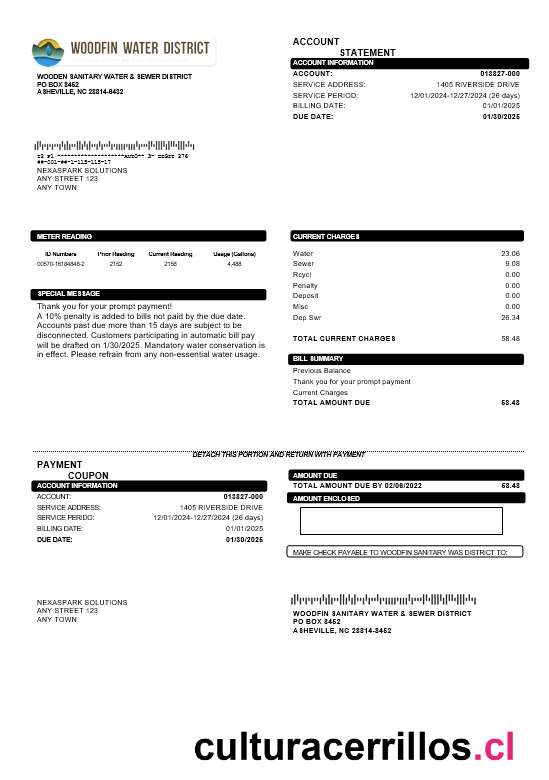 WOODFIN WATER DISTRICT
WOODEN SANITARY WATER & SEWER DISTRICT
PO BOX 8452
ASHEVILLE, NC 28814-8432
ACCOUNT
STATEMENT
ACCOUNT INFORMATION
ACCOUNT: 013827-000
SERVICE ADDRESS: 1405 RIVERSIDE DRIVE
SERVICE PERIOD: 12/01/2024-12/27/2024 (26 days)
BILLING DATE: 01/01/2025
DUE DATE: 01/30/2025
##-001-##-1-115-115-17
NEXASPARK SOLUTIONS
ANY STREET 123
ANY TOWN
METER READING
ID Numbers Prior Reading Current Reading Usage (Gallons)
00570-16184848-2 2152 2158 4,488
SPECIAL MESSAGE
Thank you for your prompt payment!
A 10% penalty is added to bills not paid by the due date.
Accounts past due more than 15 days are subject to be
disconnected. Customers participating in automatic bill pay
will be drafted on 1/30/2025. Mandatory water conservation is
in effect. Please refrain from any non-essential water usage.
CURRENT CHARGES
Water 23.06
Sewer 9.08
Rcycl 0.00
Penalty 0.00
Deposit 0.00
Misc 0.00
Dep Swr 26.34
TOTAL CURRENT CHARGES 58.48
BILL SUMMARY
Previous Balance
Thank you for your prompt payment
Current Charges
TOTAL AMOUNT DUE 58.48
DETACH THIS PORTION AND RETURN WITH PAYMENT
PAYMENT
COUPON
ACCOUNT INFORMATION
ACCOUNT: 013827-000
SERVICE ADDRESS: 1405 RIVERSIDE DRIVE
SERVICE PERIDO: 12/01/2024-12/27/2024 (26 days)
BILLING DATE: 01/01/2025
DUE DATE: 01/30/2025
AMOUNT DUE
TOTAL AMOUNT DUE BY 02/06/2022 58.48
AMOUNT ENCLOSED
MAKE CHECK PAYABLE TO WOODFIN SANITARY WAS DISTRICT TO:
NEXASPARK SOLUTIONS
ANY STREET 123
ANY TOWN
WOODFIN SANITARY WATER & SEWER DISTRICT
PO BOX 8452
ASHEVILLE, NC 28814-8452
culturacerrillos.cl